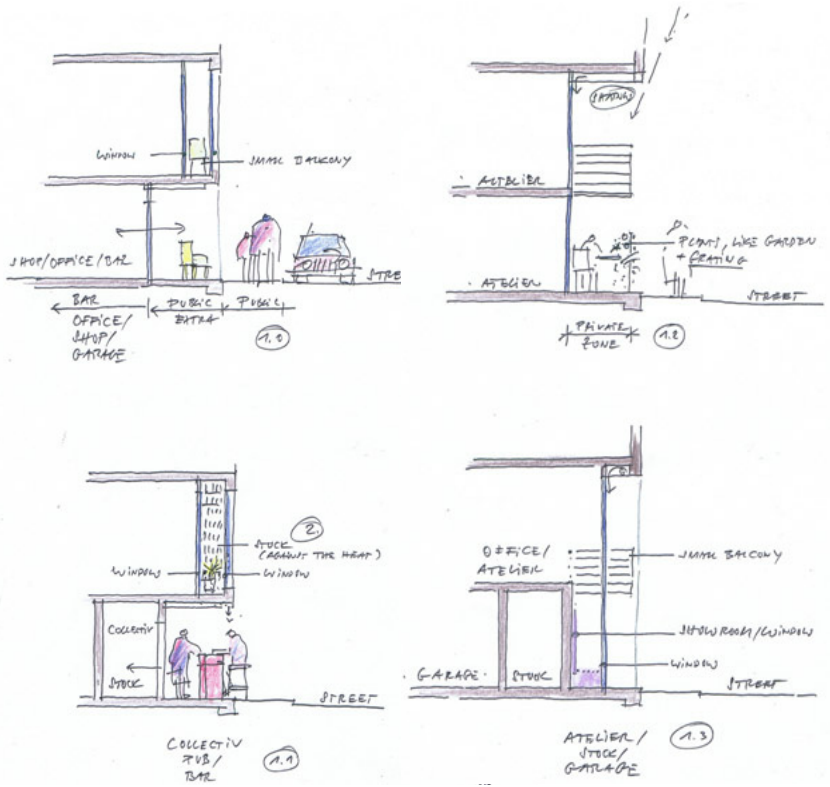 WINDOW
SMALL BALKONY
SHOP/OFFICE/BAR
STRE
BAR
OFFICE/
SHOP/
GARAGE
PUBLIC
EXTRA
PUBLIC
1.0
SHADING
ATELIER
PLANTS, LIKE GARDEN
+ GRATING
ATELIER
STREET
PRIVATE
ZONE
1.2
2.
STOCK
(AGAINST THE HEAT)
WINDOW
WINDOW
COLLECTIV
STOCK
STREET
COLLECTIV
PUB/
BAR
1.1
OFFICE/
ATELIER
SMALL BALCONY
SHOWROOM/WINDOW
WINDOW
GARAGE.
STOCK
STREET
ATELIER/
STOCK/
GARAGE
1.3